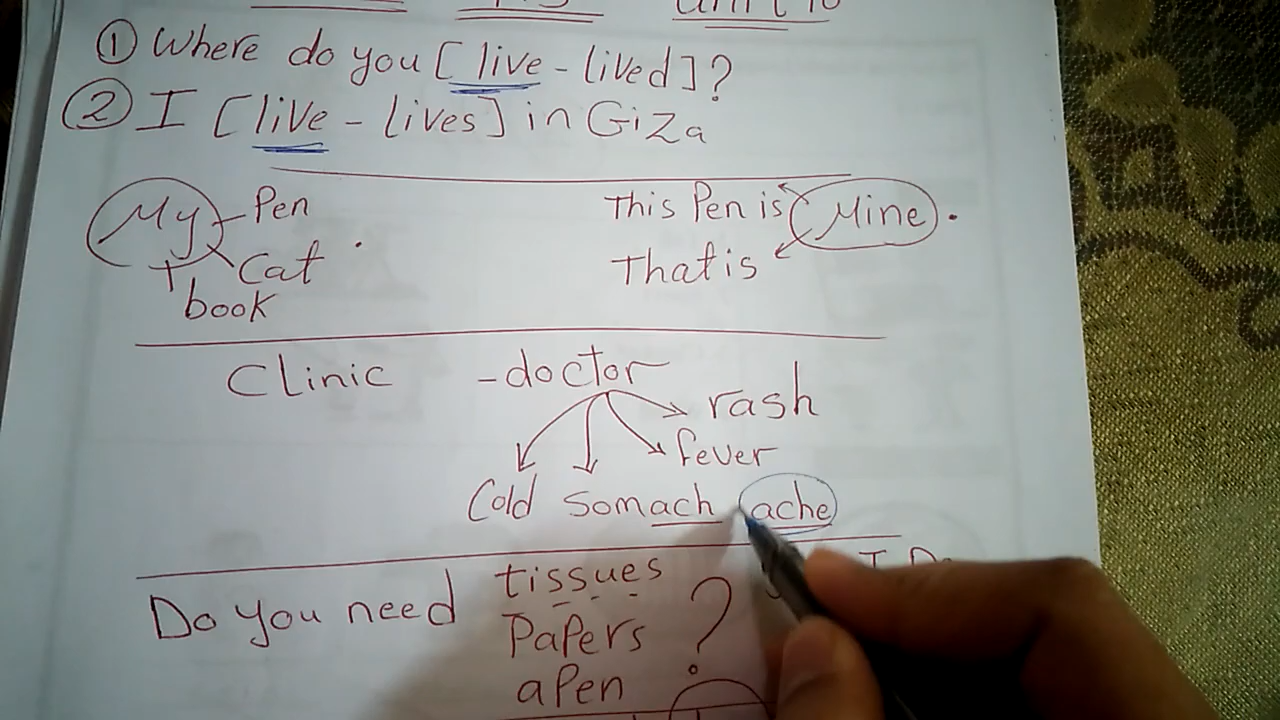 ① Where do you [live - lived]?
② I [live - lives] in Giza
My Pen
Cat
book
This Pen is Mine.
That is
Clinic - doctor
rash
fever
Cold Somach ache
Do you need tissues
Papers ?
a Pen